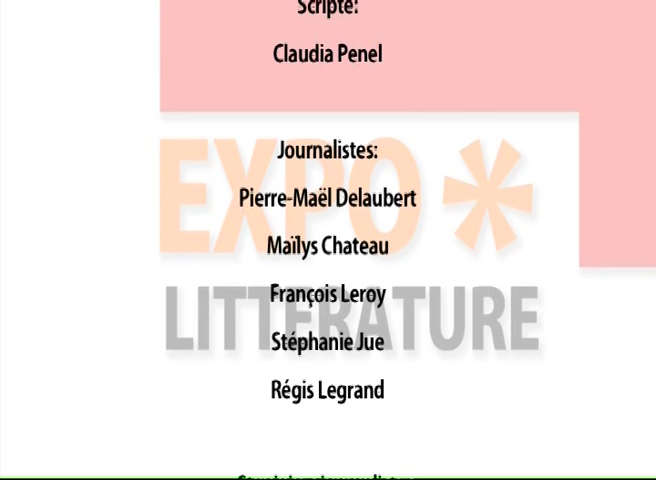 Scripte:
Claudia Penel
Journalistes:
Pierre-Maël Delaubert
EXPO *
Maïlys Chateau
François Leroy
LITTERATURE
Stéphanie Jue
Régis Legrand